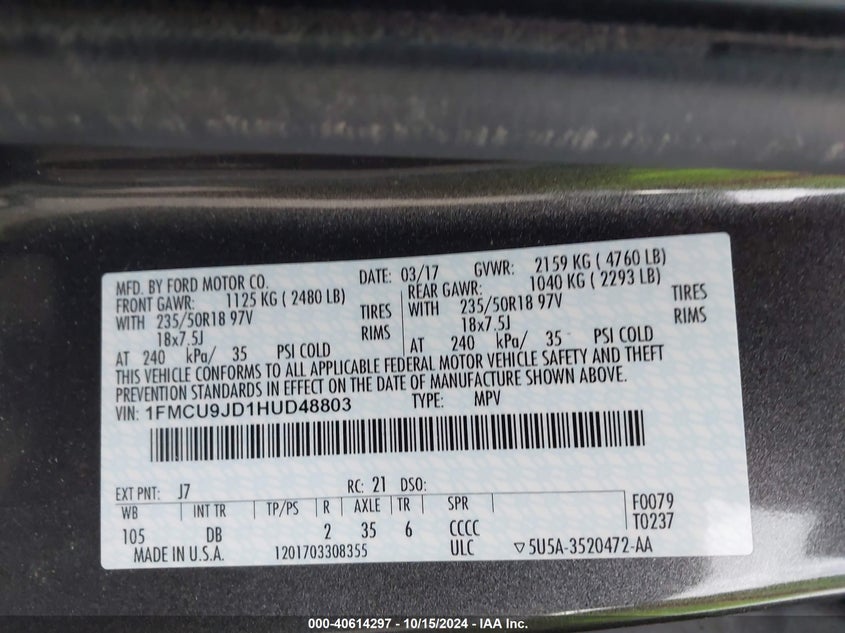 MFD. BY FORD MOTOR CO. DATE: 03/17 GVWR: 2159 KG ( 4760 LB)
FRONT GAWR: 1125 KG ( 2480 LB) REAR GAWR: 1040 KG ( 2293 LB)
WITH 235/50R18 97V TIRES WITH 235/50R18 97V TIRES
18x7.5J RIMS 18x7.5J RIMS
AT 240 kPa/ 35 PSI COLD AT 240 kPa/ 35 PSI COLD
THIS VEHICLE CONFORMS TO ALL APPLICABLE FEDERAL MOTOR VEHICLE SAFETY AND THEFT
PREVENTION STANDARDS IN EFFECT ON THE DATE OF MANUFACTURE SHOWN ABOVE.
VIN: 1FMCU9JD1HUD48803 TYPE: MPV
EXT PNT: J7 RC: 21 DSO:
WB INT TR TP/PS R AXLE TR SPR F0079
105 DB 2 35 6 CCCC T0237
MADE IN U.S.A. 1201703308355 ULC ▽5U5A-3520472-AA
000-40614297 - 10/15/2024 - IAA Inc.